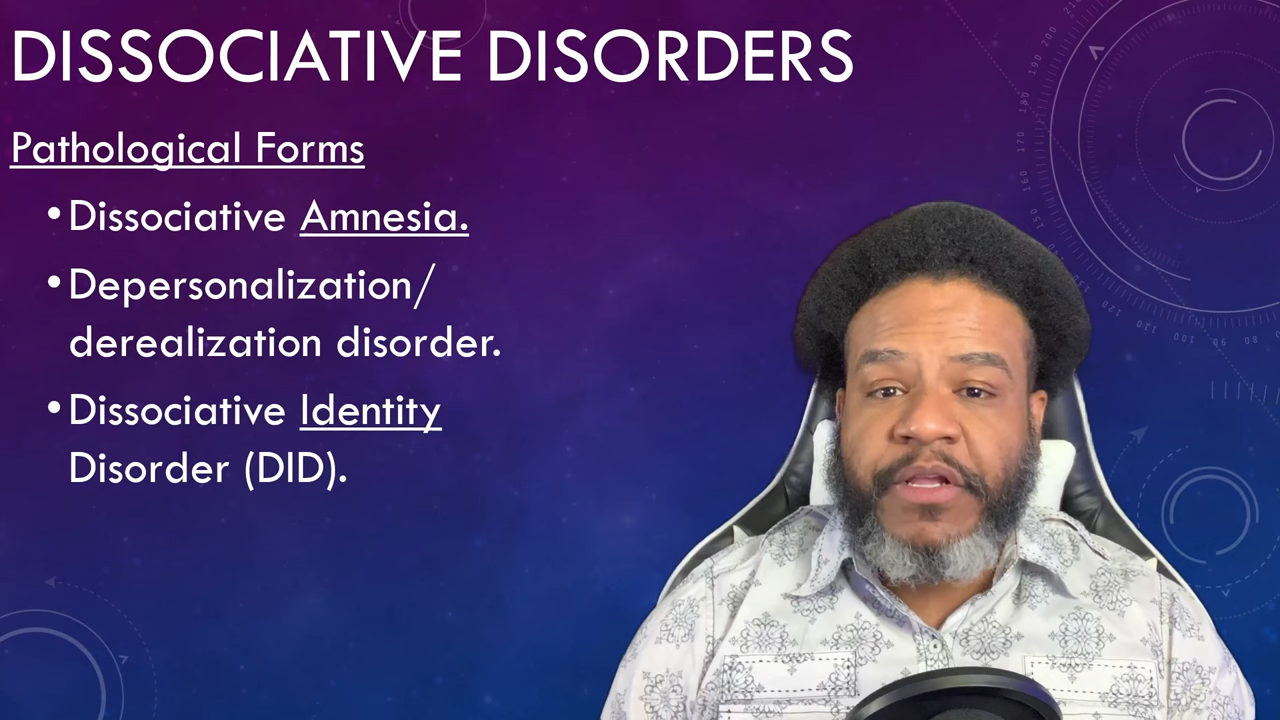 DISSOCIATIVE DISORDERS
Pathological Forms
•Dissociative Amnesia.
•Depersonalization/
derealization disorder.
•Dissociative Identity
Disorder (DID).